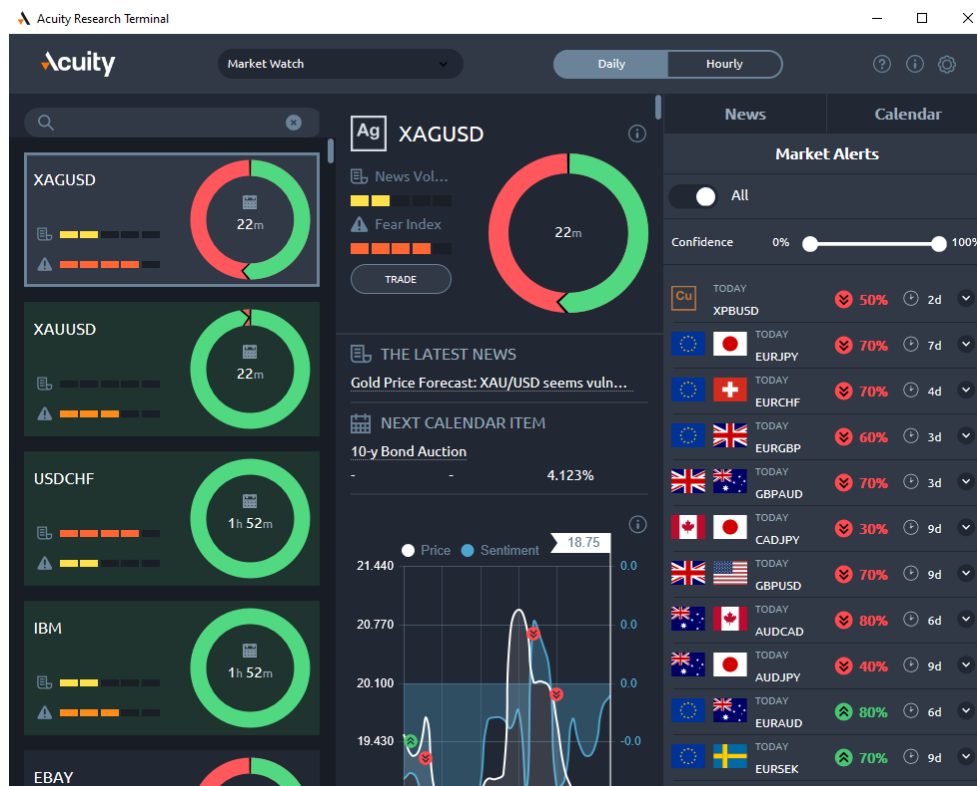 Acuity Research Terminal
Acuity
Market Watch
Daily
Hourly
XAGUSD
22m
XAUUSD
22m
USDCHF
1h 52m
IBM
1h 52m
EBAY
Ag
XAGUSD
News Vol...
Fear Index
TRADE
22m
THE LATEST NEWS
Gold Price Forecast: XAU/USD seems vuln...
NEXT CALENDAR ITEM
10-y Bond Auction
- - 4.123%
Price
Sentiment
18.75
21.440
20.770
20.100
19.430
0.0
0.0
0.0
-0.0
News
Calendar
Market Alerts
All
Confidence 0% 100%
Cu
TODAY
XPBUSD 50% 2d
TODAY
EURJPY 70% 7d
TODAY
EURCHF 70% 4d
TODAY
EURGBP 60% 3d
TODAY
GBPAUD 70% 3d
TODAY
CADJPY 30% 9d
TODAY
GBPUSD 70% 9d
TODAY
AUDCAD 80% 6d
TODAY
AUDJPY 40% 9d
TODAY
EURAUD 80% 6d
TODAY
EURSEK 70% 9d